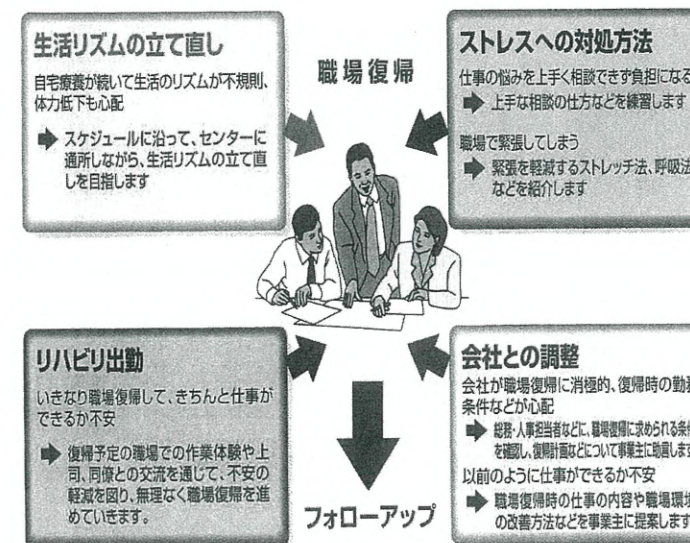 生活リズムの立て直し
自宅療養が続いて生活のリズムが不規則、
体力低下も心配
➡ スケジュールに沿って、センターに
通所しながら、生活リズムの立て直
しを目指します
職場復帰
ストレスへの対処方法
仕事の悩みを上手く相談できず負担になる
➡ 上手な相談の仕方などを練習します
職場で緊張してしまう
➡ 緊張を軽減するストレッチ法、呼吸法
などを紹介します
リハビリ出勤
いきなり職場復帰して、きちんと仕事が
できるか不安
➡ 復帰予定の職場での作業体験や上
司、同僚との交流を通じて、不安の
軽減を図り、無理なく職場復帰を進
めていきます。
フォローアップ
会社との調整
会社が職場復帰に消極的、復帰時の勤務
条件などが心配
➡ 総務・人事担当者などに、職場復帰に求められる条件
を確認し、復帰計画などについて事業主に助言します
以前のように仕事ができるか不安
➡ 職場復帰時の仕事の内容や職場環境
の改善方法などを事業主に提案します